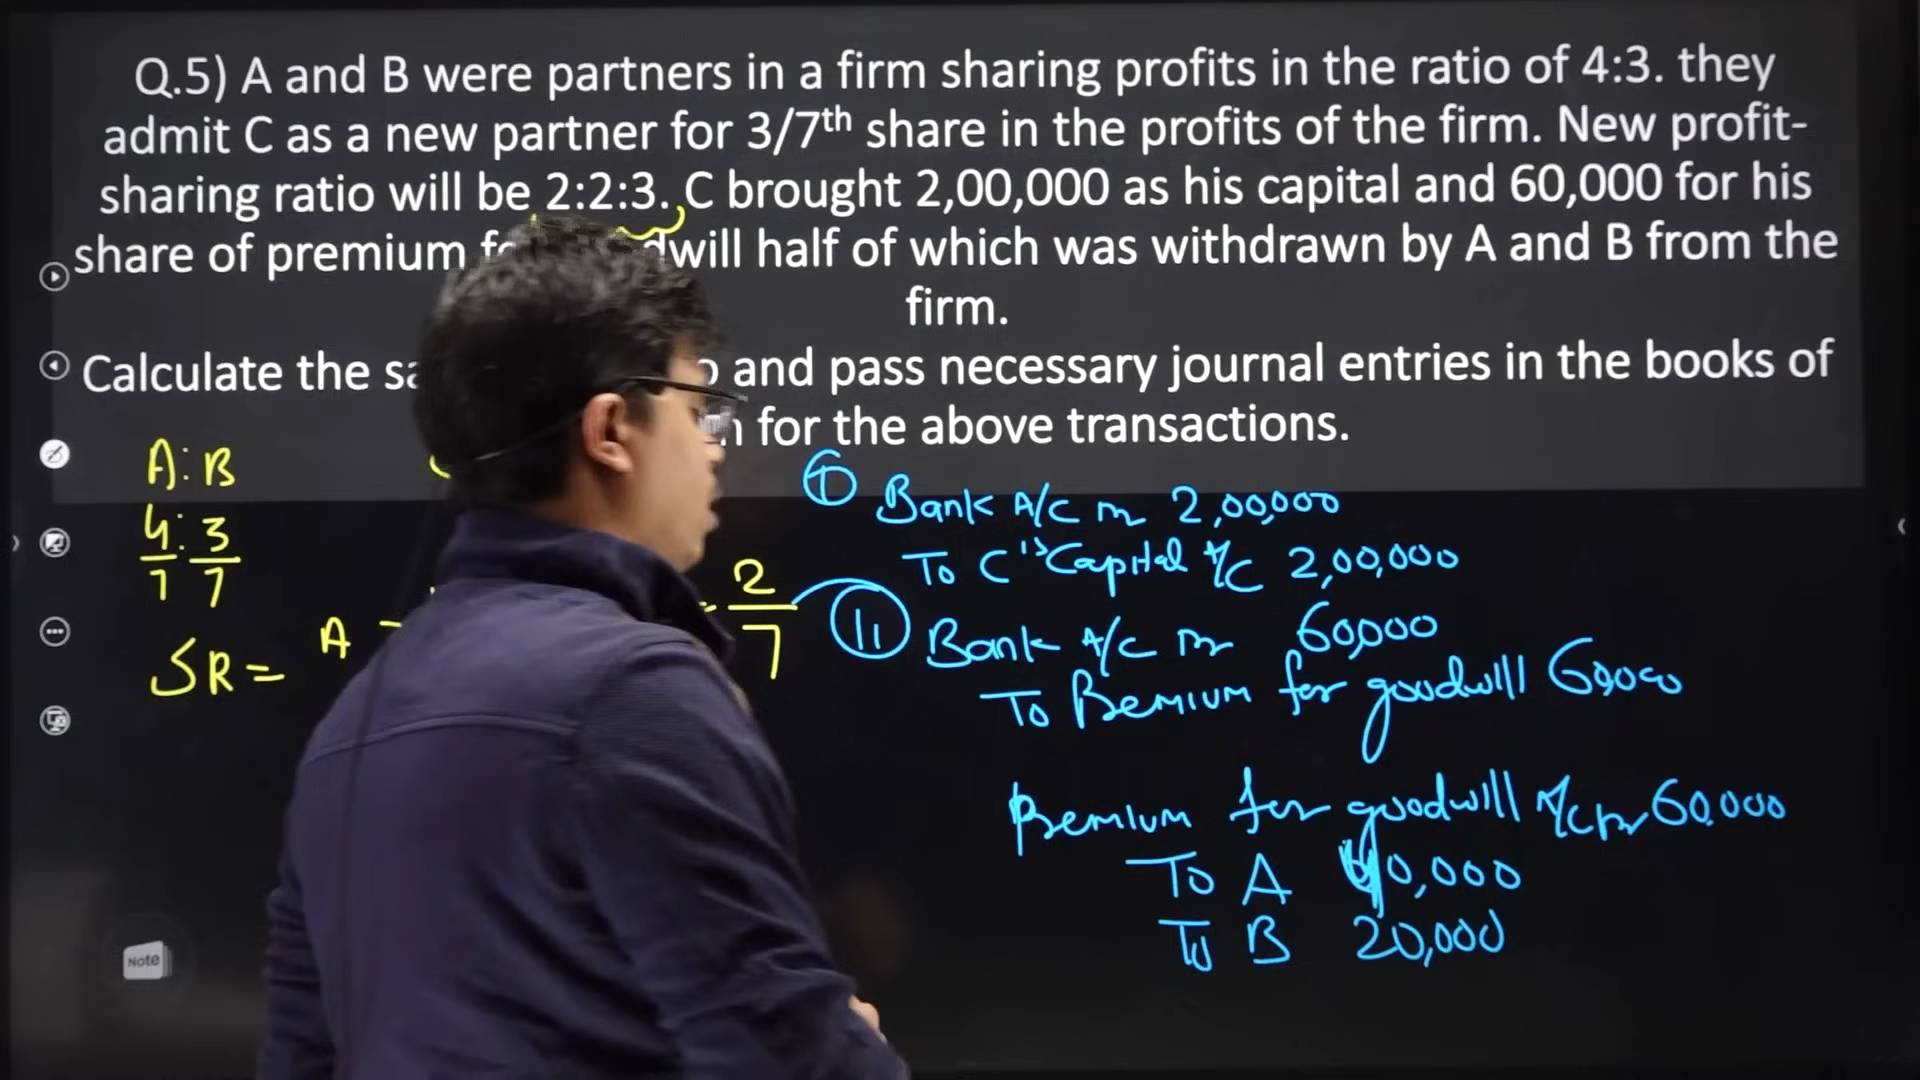 Q.5) A and B were partners in a firm sharing profits in the ratio of 4:3. they
admit C as a new partner for 3/7th share in the profits of the firm. New profit-
sharing ratio will be 2:2:3. C brought 2,00,000 as his capital and 60,000 for his
share of premium will half of which was withdrawn by A and B from the
firm.
Calculate the and pass necessary journal entries in the books of
for the above transactions.
A : B
4 : 3
7 7
SR = A
= 2
7
I Bank A/C Dr 2,00,000
To C's Capital A/C 2,00,000
II Bank A/C Dr 60,000
To Premium for goodwill 60,000
Premium for goodwill A/C Dr 60,000
To A 40,000
To B 20,000
Note